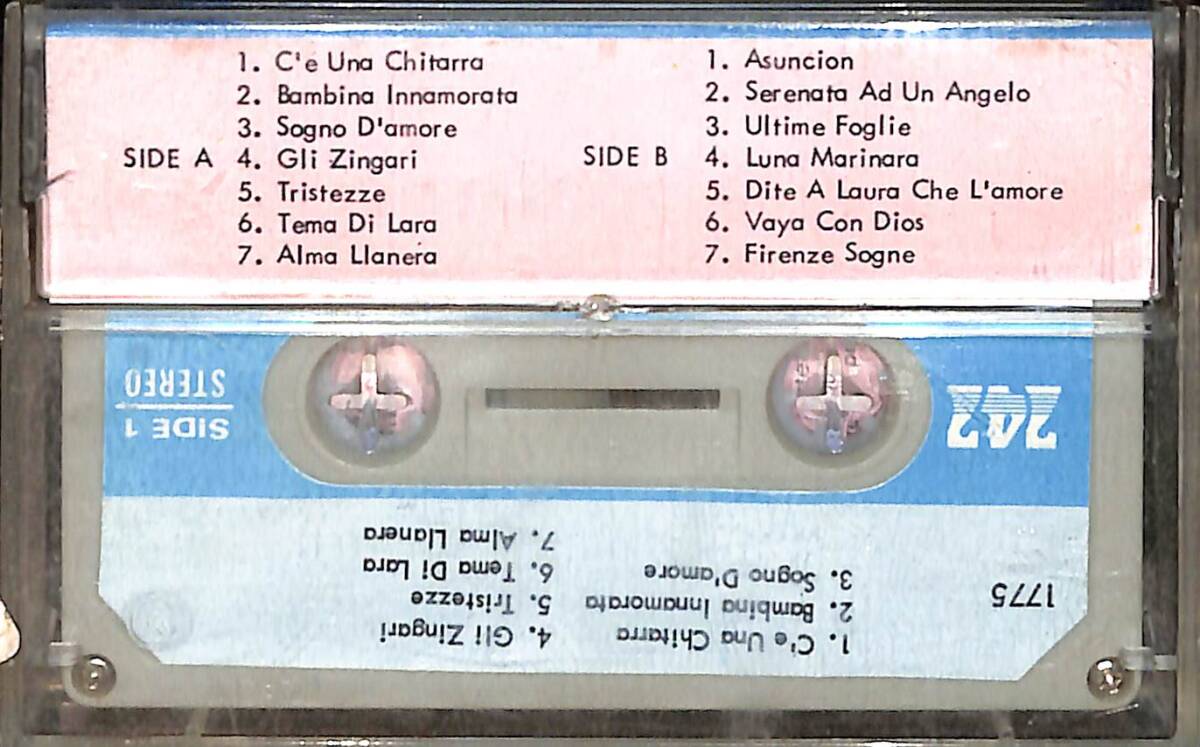 SIDE A
1. C'e Una Chitarra
2. Bambina Innamorata
3. Sogno D'amore
4. Gli Zingari
5. Tristezze
6. Tema Di Lara
7. Alma Llanera
SIDE B
1. Asuncion
2. Serenata Ad Un Angelo
3. Ultime Foglie
4. Luna Marinara
5. Dite A Laura Che L'amore
6. Vaya Con Dios
7. Firenze Sogne
1775
1. C'e Una Chitarra
2. Bambina Innamorata
3. Sogno D'amore
4. Gli Zingari
5. Tristezze
6. Tema Di Lara
7. Alma Llanera
747
SIDE 1
STEREO